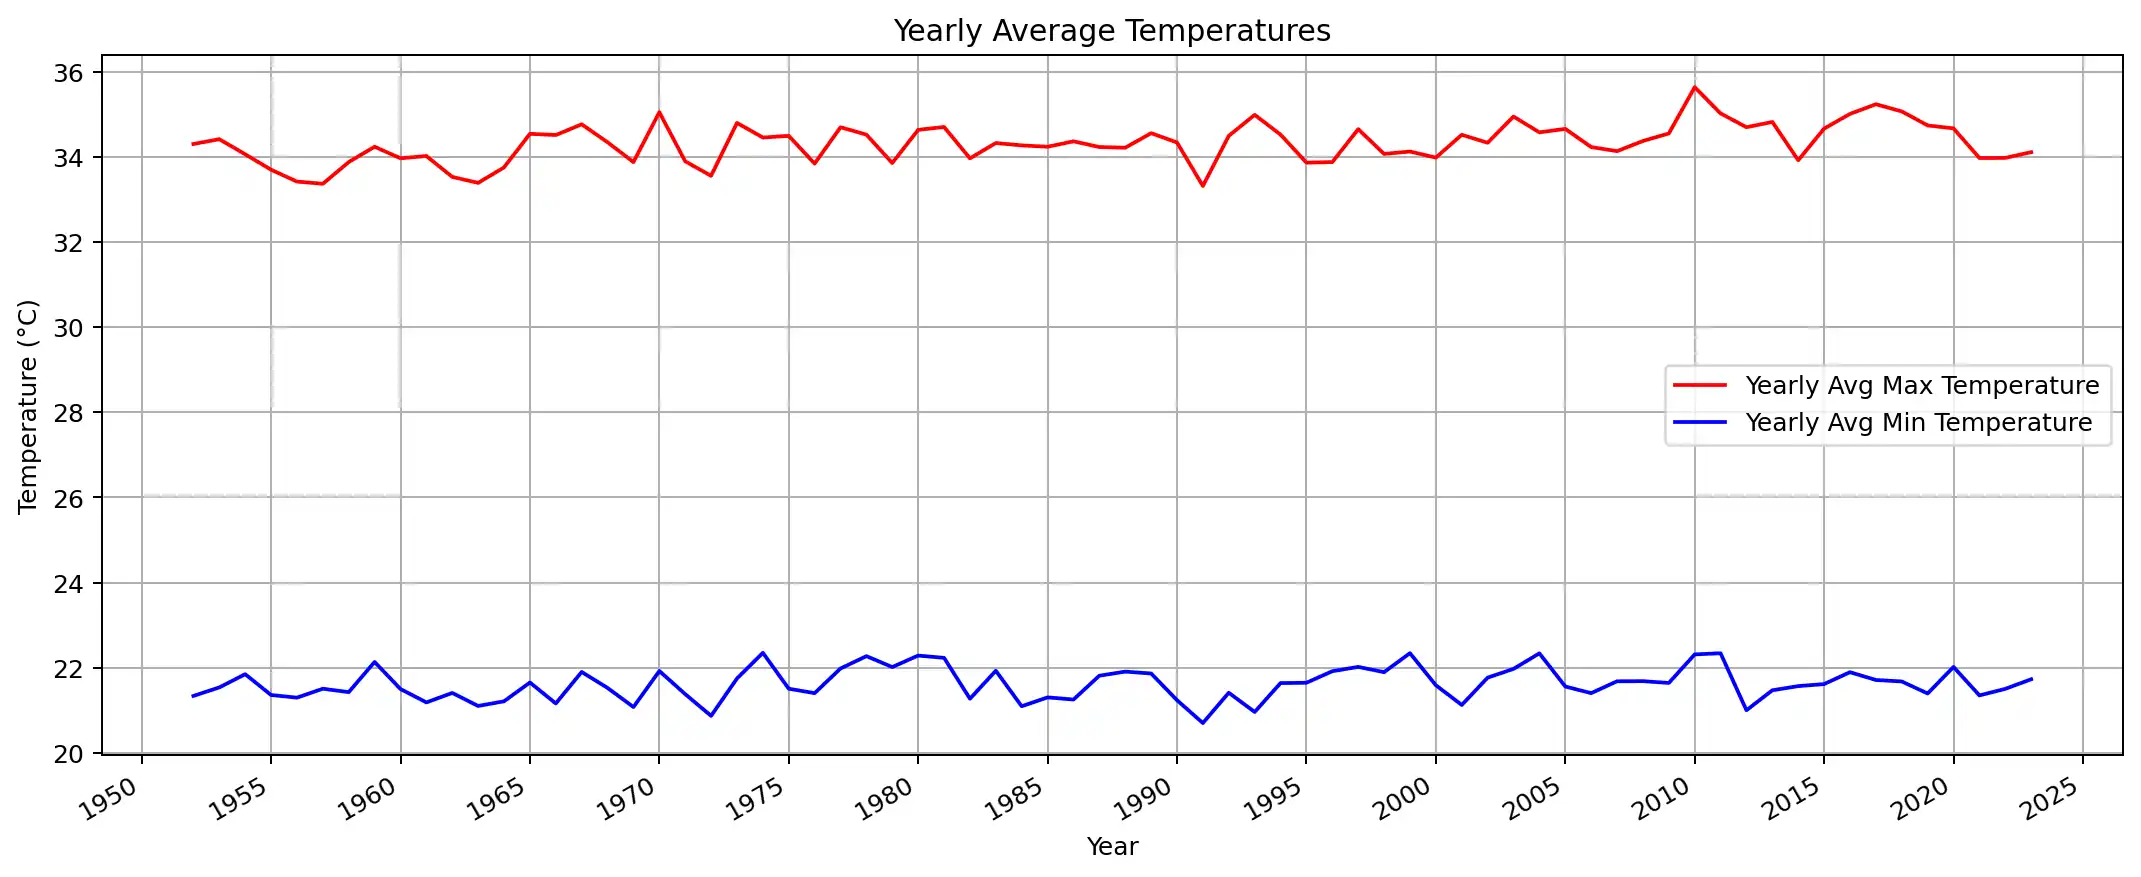 Yearly Average Temperatures
36
34
32
30
28
26
24
22
20
Temperature (°C)
Yearly Avg Max Temperature
Yearly Avg Min Temperature
1950 1955 1960 1965 1970 1975 1980 1985 1990 1995 2000 2005 2010 2015 2020 2025
Year